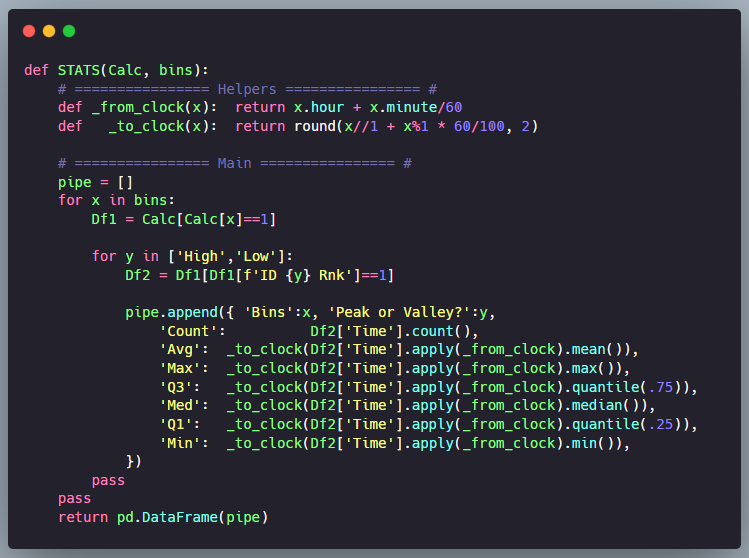 def STATS(Calc, bins):
    # ================ Helpers ================ #
    def _from_clock(x):  return x.hour + x.minute/60
    def   _to_clock(x):  return round(x//1 + x%1 * 60/100, 2)

    # ================ Main ================ #
    pipe = []
    for x in bins:
        Df1 = Calc[Calc[x]==1]

        for y in ['High','Low']:
            Df2 = Df1[Df1[f'ID {y} Rnk']==1]

            pipe.append({ 'Bins':x, 'Peak or Valley?':y,
                'Count':          Df2['Time'].count(),
                'Avg':  _to_clock(Df2['Time'].apply(_from_clock).mean()),
                'Max':  _to_clock(Df2['Time'].apply(_from_clock).max()),
                'Q3':   _to_clock(Df2['Time'].apply(_from_clock).quantile(.75)),
                'Med':  _to_clock(Df2['Time'].apply(_from_clock).median()),
                'Q1':   _to_clock(Df2['Time'].apply(_from_clock).quantile(.25)),
                'Min':  _to_clock(Df2['Time'].apply(_from_clock).min()),
            })
        pass
    pass
    return pd.DataFrame(pipe)